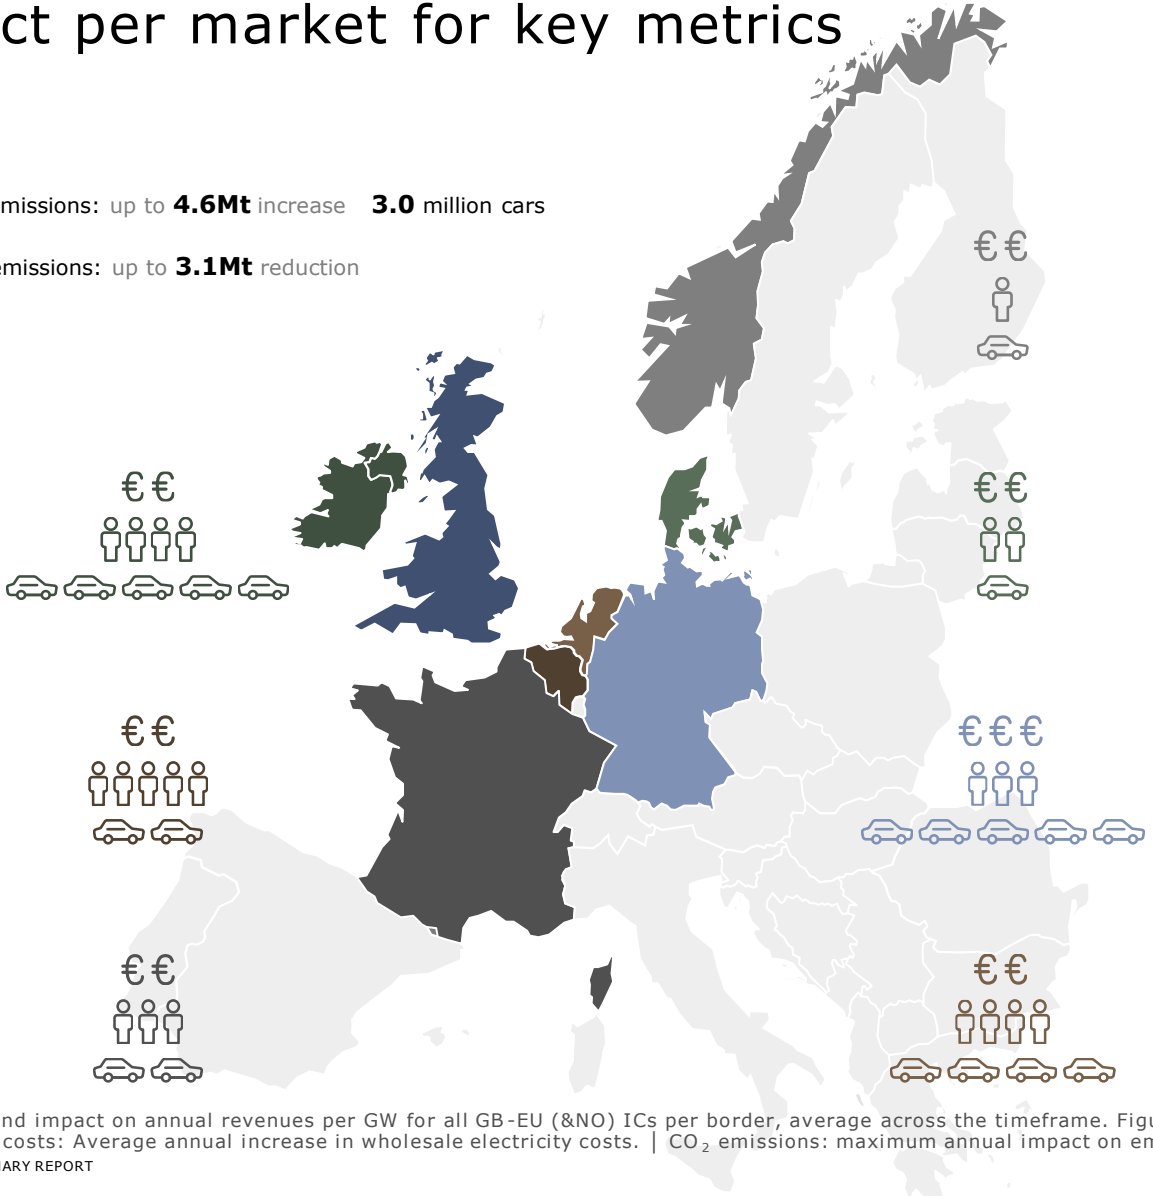 ct per market for key metrics
missions: up to 4.6Mt increase 3.0 million cars
emissions: up to 3.1Mt reduction
€ €
€ €
€ €
€ €
€ € €
€ €
€ €
nd impact on annual revenues per GW for all GB-EU (&NO) ICs per border, average across the timeframe. Figu
costs: Average annual increase in wholesale electricity costs. | CO2 emissions: maximum annual impact on em
ARY REPORT